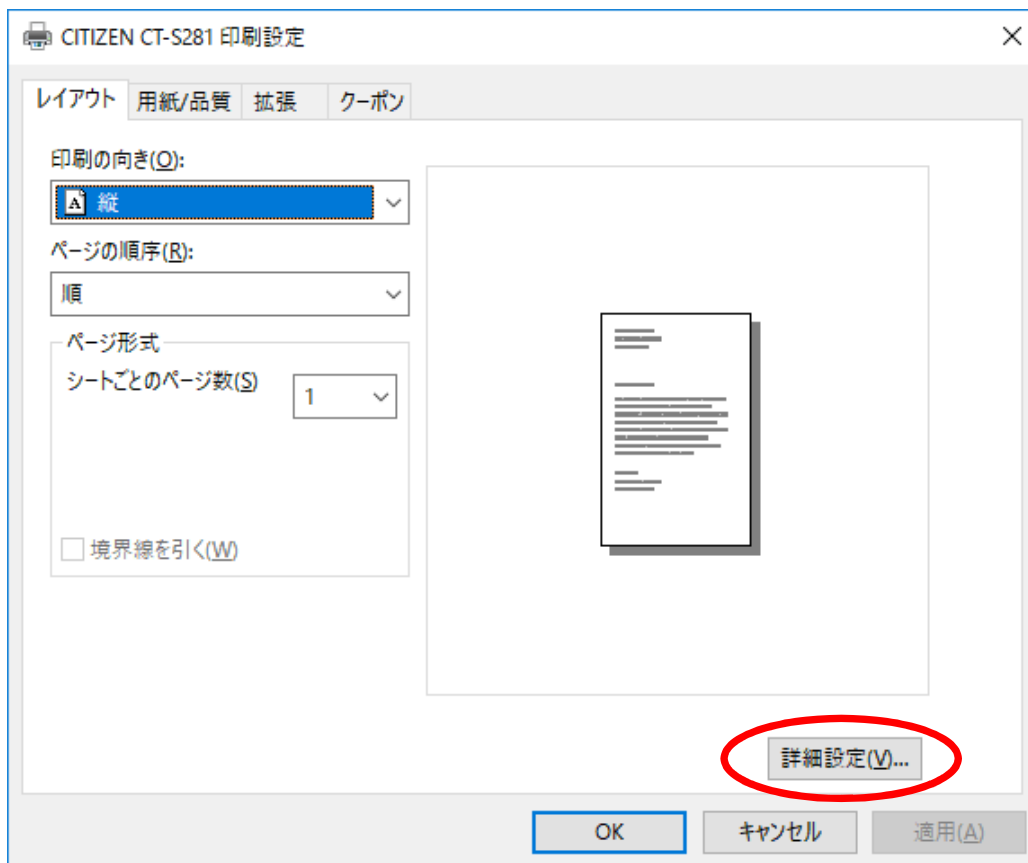 CITIZEN CT-S281 印刷設定
レイアウト 用紙/品質 拡張 クーポン
印刷の向き(O):
縦
ページの順序(R):
順
ページ形式
シートごとのページ数(S)
1
境界線を引く(W)
詳細設定(V)...
OK キャンセル 適用(A)